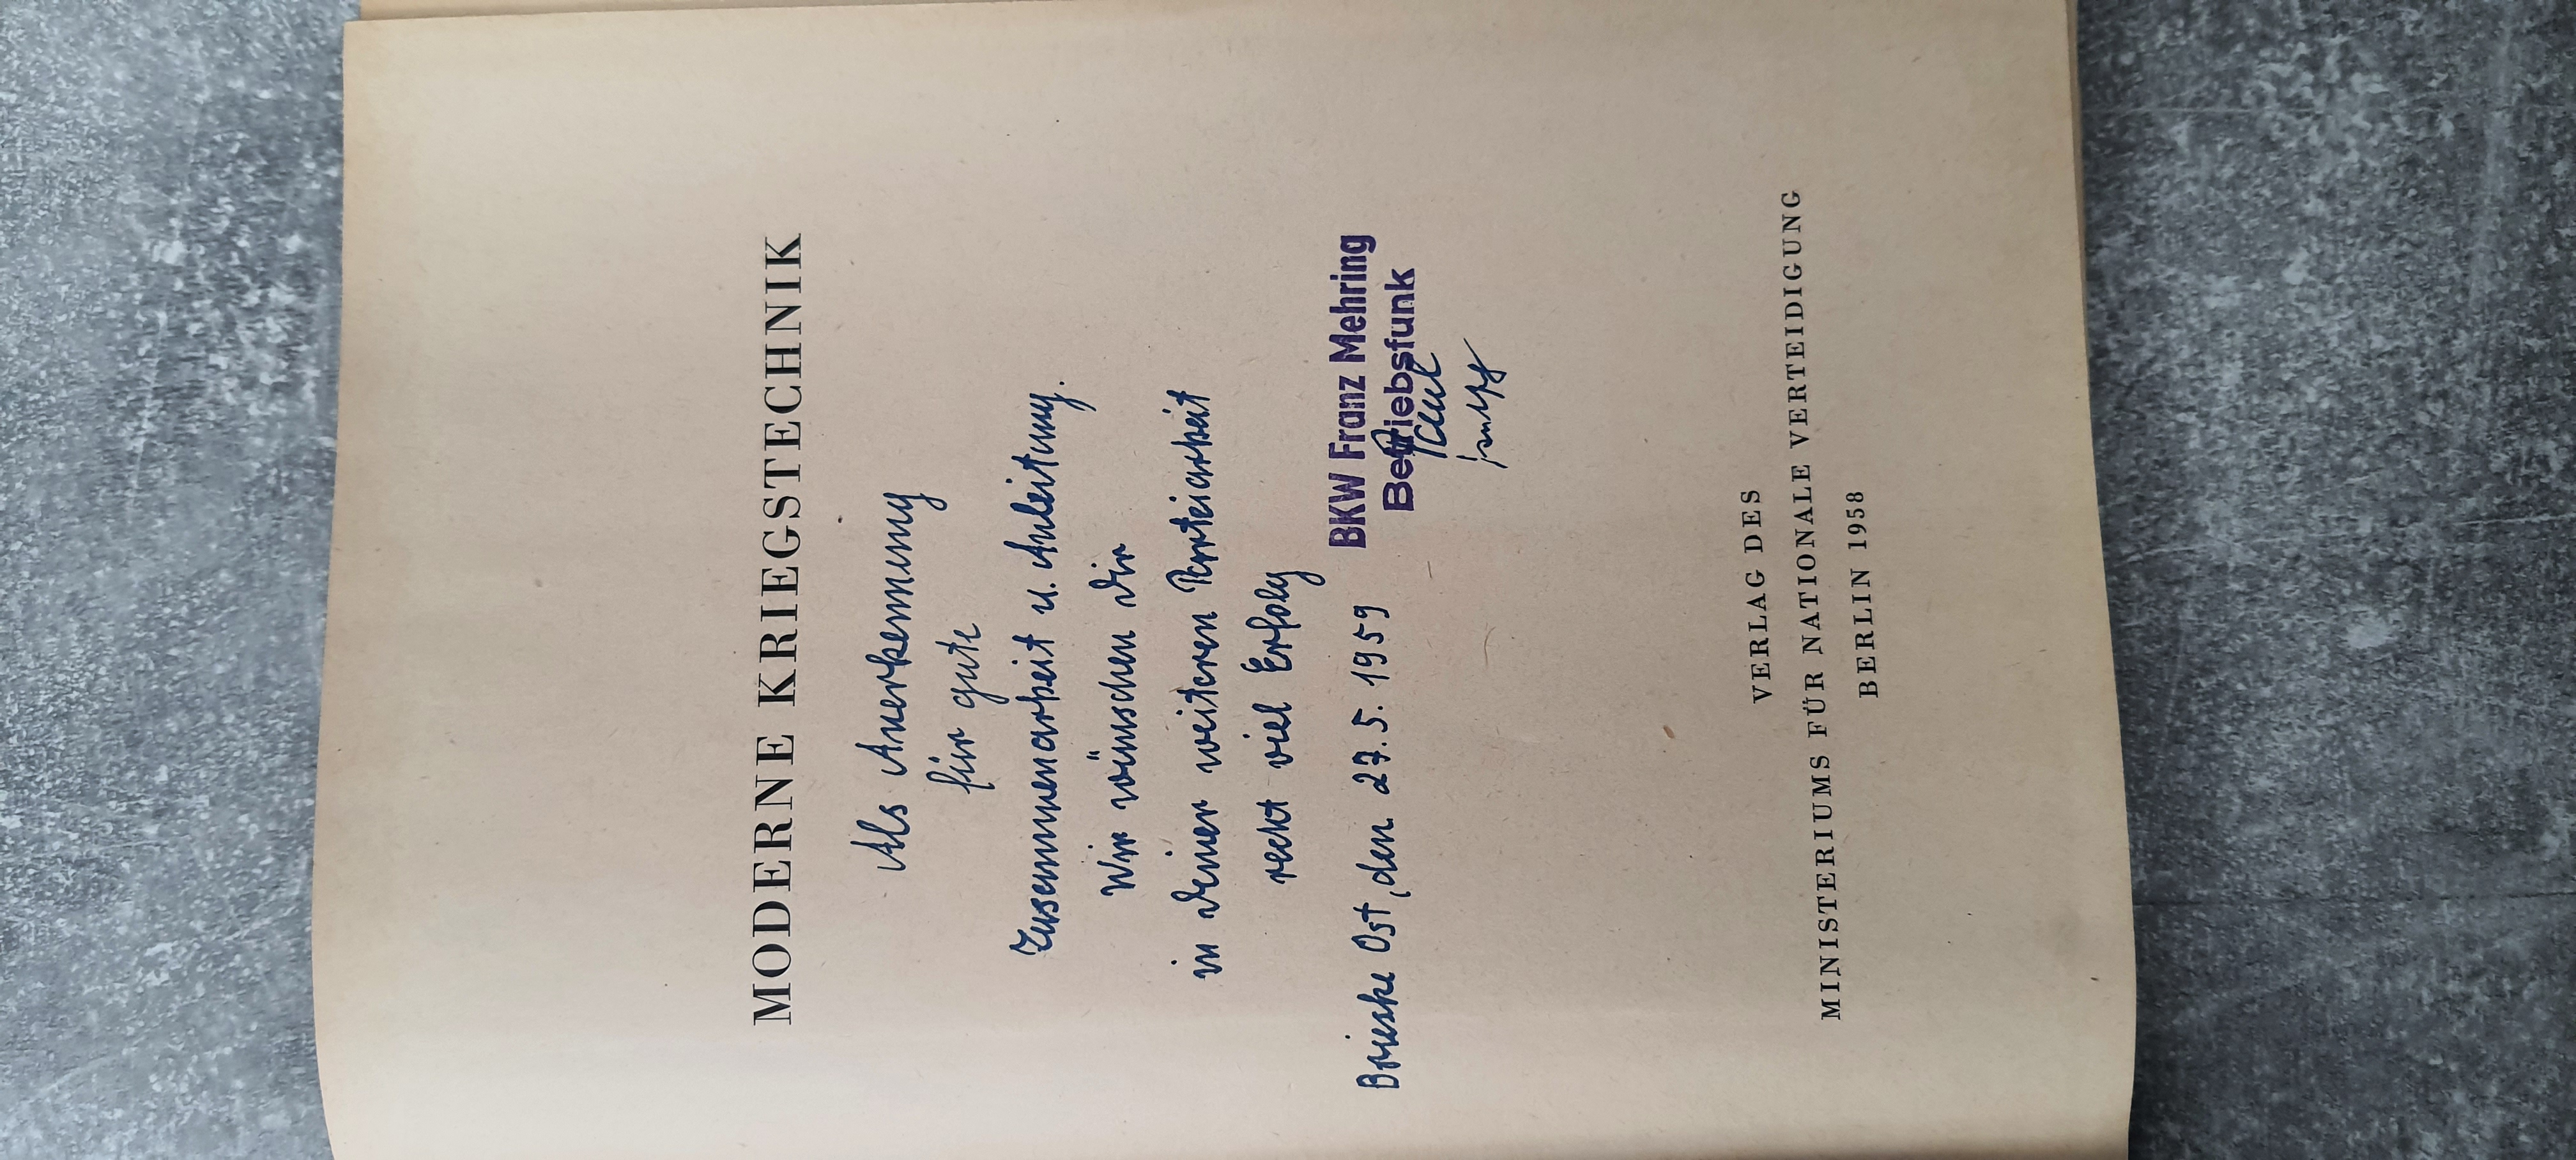 MODERNE KRIEGSTECHNIK
Als Anerkennung
für gute
Zusammenarbeit u. Anleitung.
Wir wünschen Dir
in Deiner weiteren Parteiarbeit
recht viel Erfolg
Brieske Ost, den 27.5.1959
BKW Franz Mehring
Betriebsfunk
VERLAG DES
MINISTERIUMS FÜR NATIONALE VERTEIDIGUNG
BERLIN 1958